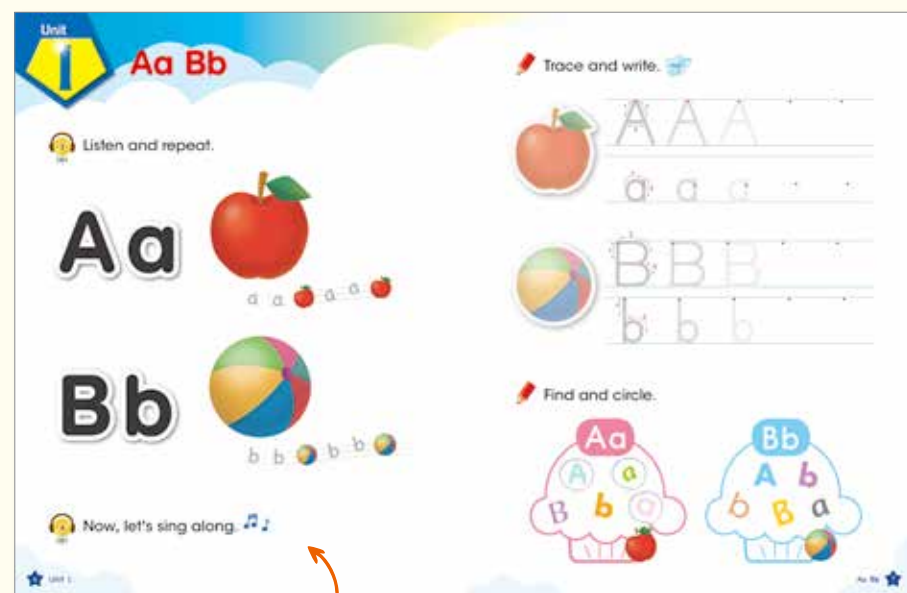 Unit
1
Aa Bb
Listen and repeat.
Aa
a a a a
Bb
b b b b
Now, let's sing along.
Unit 1
Trace and write.
A A A
a a a
B B B
b b b
Find and circle.
Aa
A a
B b a
Bb
A b
b B a
Aa Bb